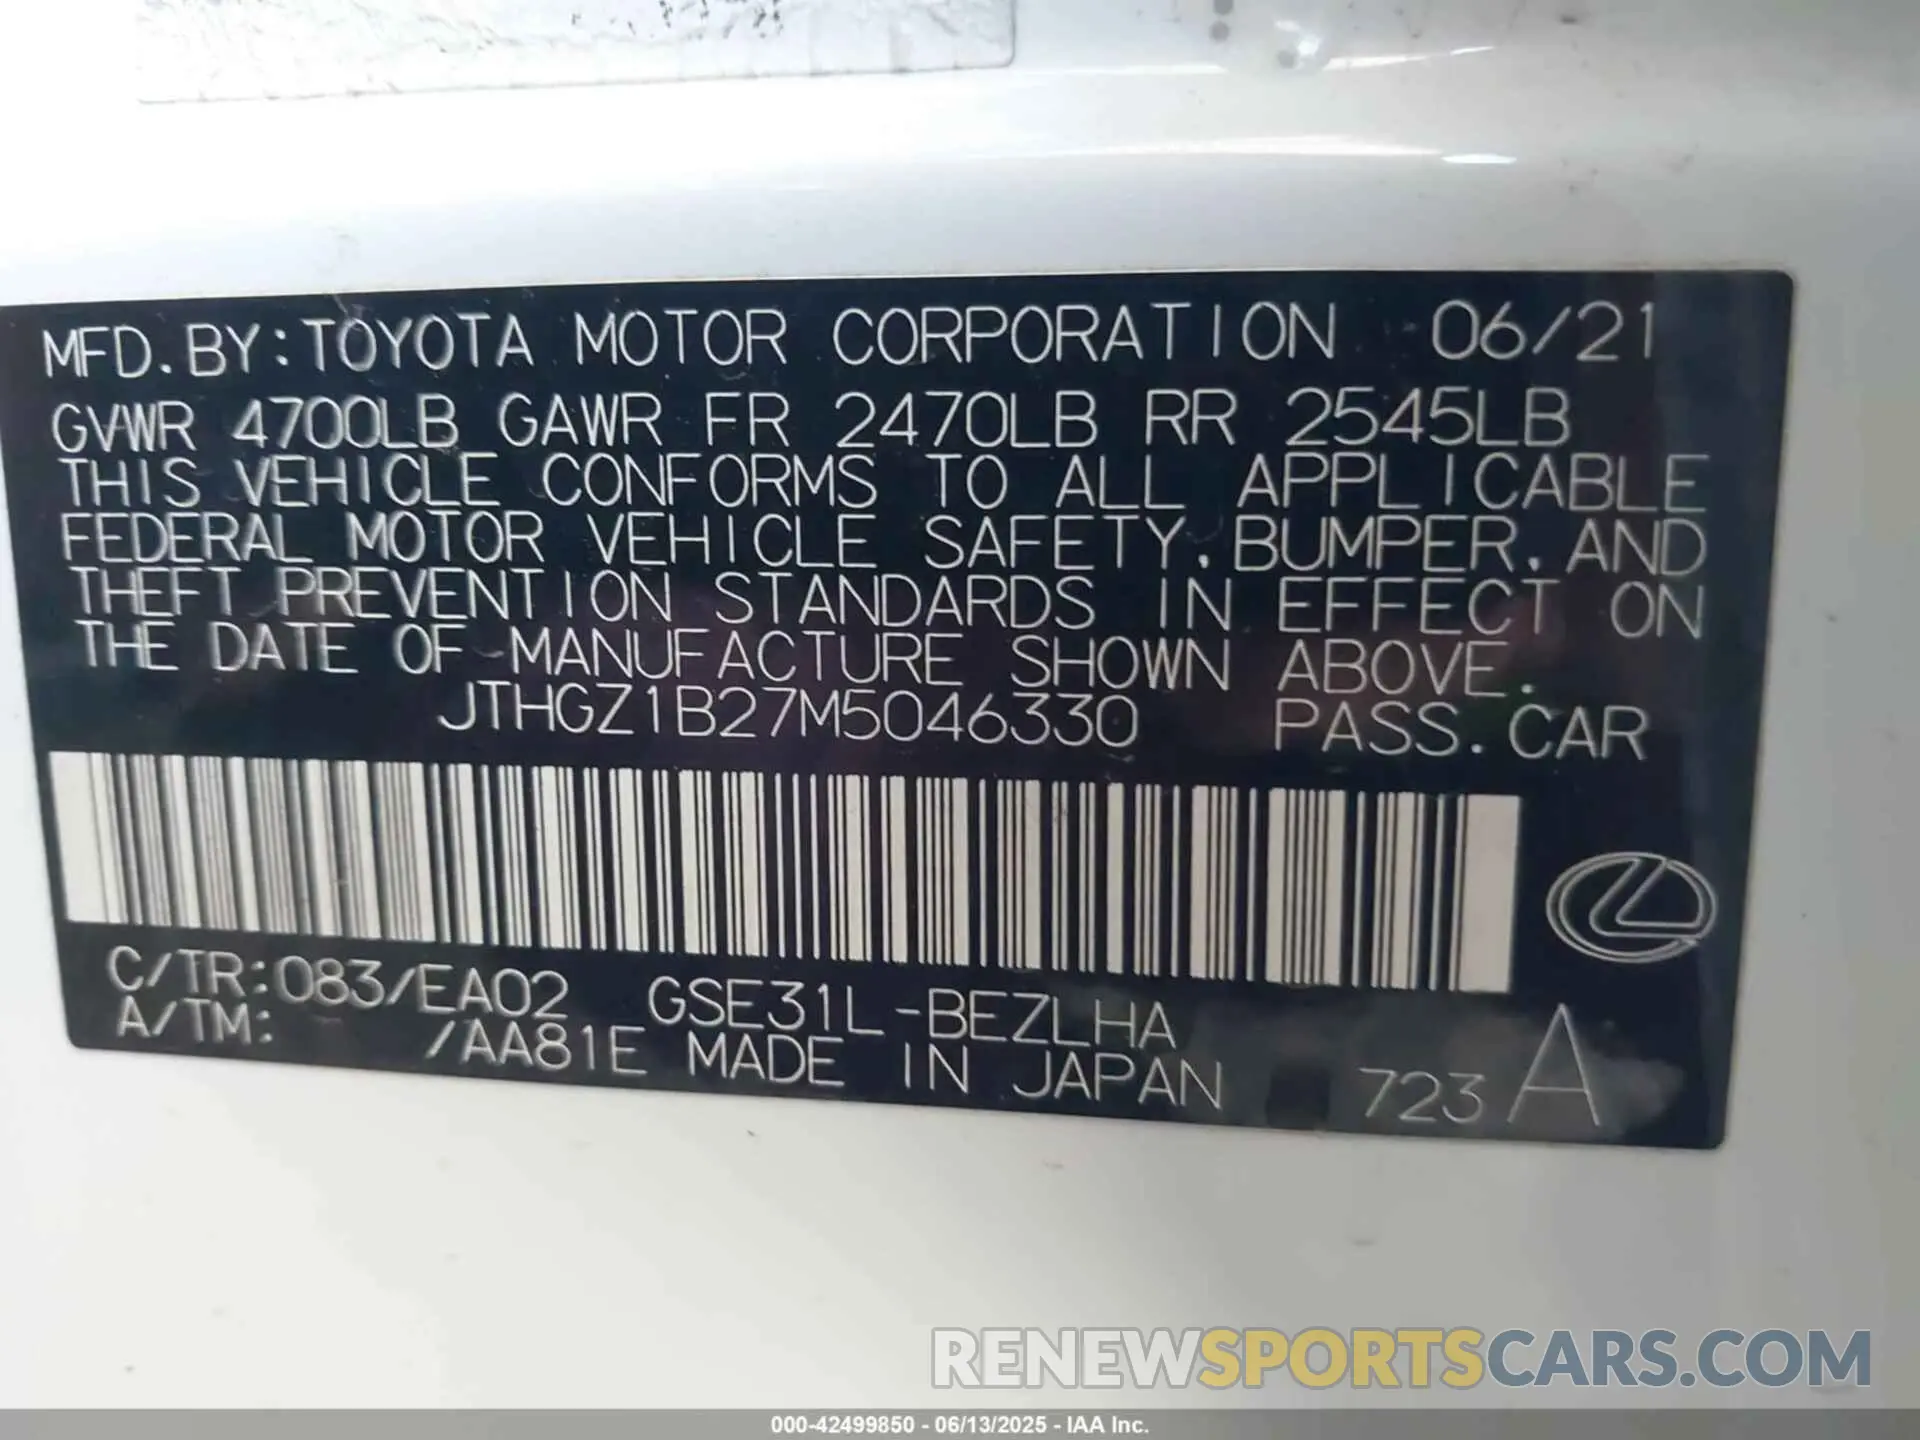 MFD.BY:TOYOTA MOTOR CORPORATION 06/21
GVWR 4700LB GAWR FR 2470LB RR 2545LB
THIS VEHICLE CONFORMS TO ALL APPLICABLE
FEDERAL MOTOR VEHICLE SAFETY,BUMPER,AND
THEFT PREVENTION STANDARDS IN EFFECT ON
THE DATE OF MANUFACTURE SHOWN ABOVE.
JTHGZ1B27M5046330 PASS.CAR
C/TR:083/EA02 GSE31L-BEZLHA
A/TM: /AA81E MADE IN JAPAN 723 A
RENEWSPORTSCARS.COM
000-42499850 - 06/13/2025 - IAA Inc.